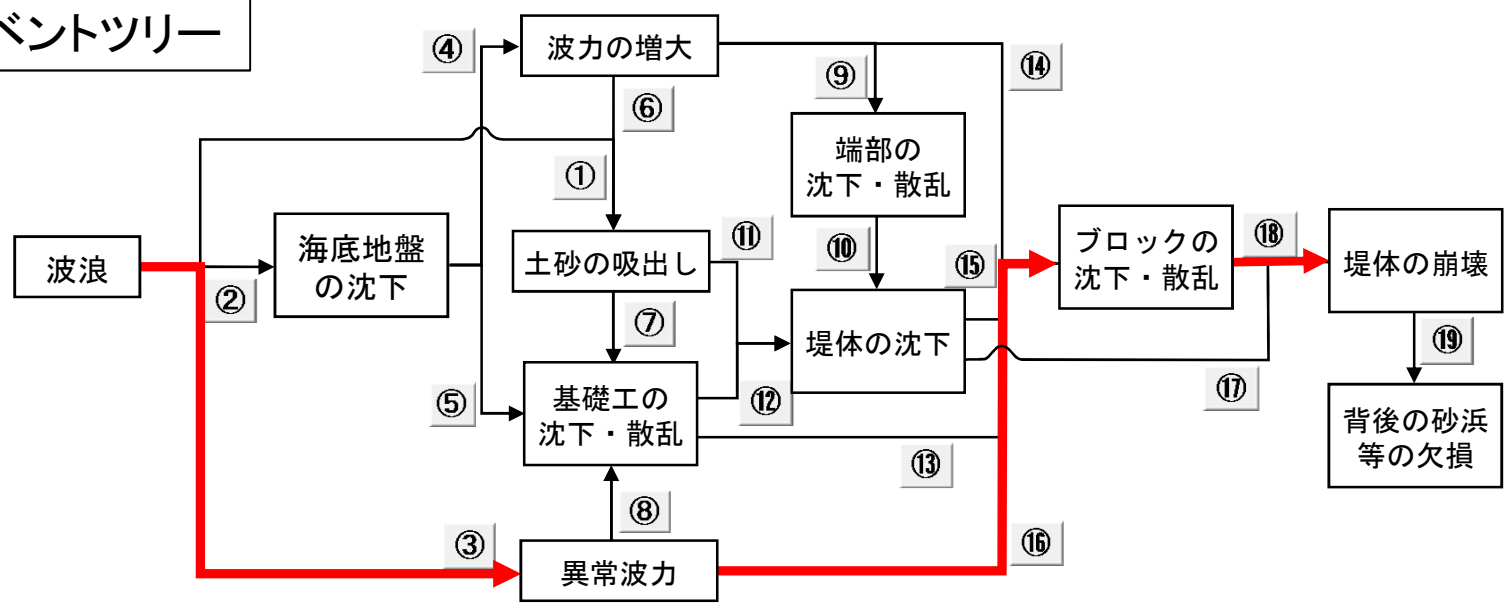 ベントツリー
④
波力の増大
⑨
⑭
⑥
端部の
沈下・散乱
①
波浪
②
海底地盤
の沈下
土砂の吸出し
⑪
⑩
⑮
ブロックの
沈下・散乱
⑱
堤体の崩壊
⑦
堤体の沈下
⑲
⑤
基礎工の
沈下・散乱
⑫
⑰
⑬
背後の砂浜
等の欠損
⑧
③
異常波力
⑯